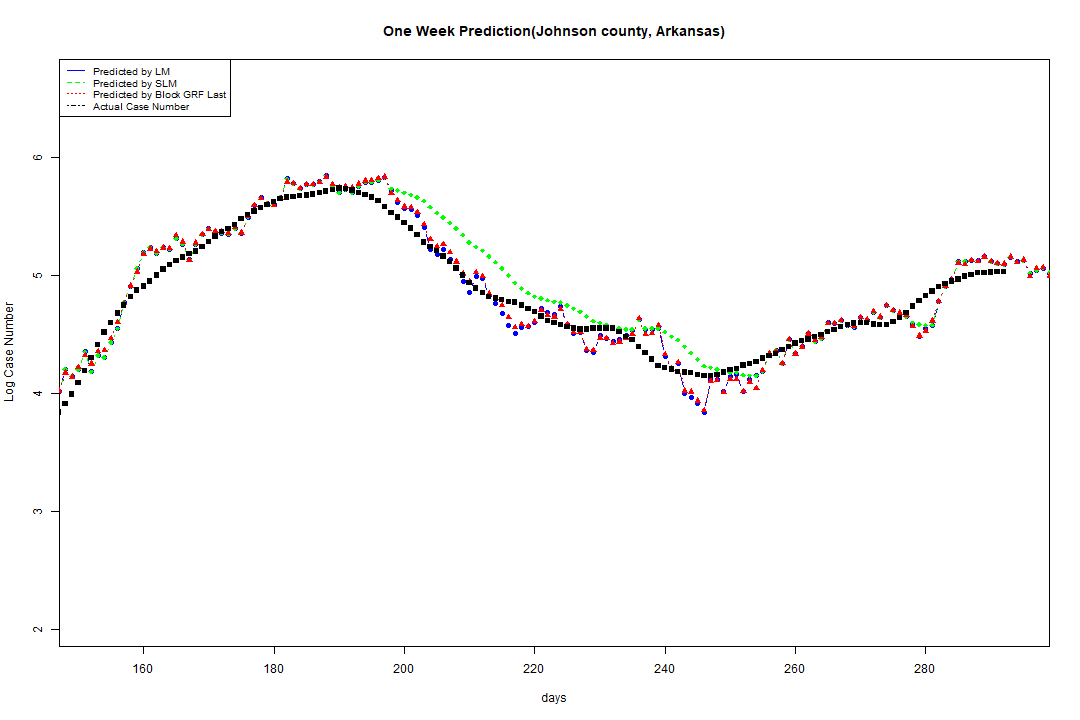 One Week Prediction(Johnson county, Arkansas)
Predicted by LM
Predicted by SLM
Predicted by Block GRF Last
Actual Case Number
6
5
4
3
2
Log Case Number
160 180 200 220 240 260 280
days